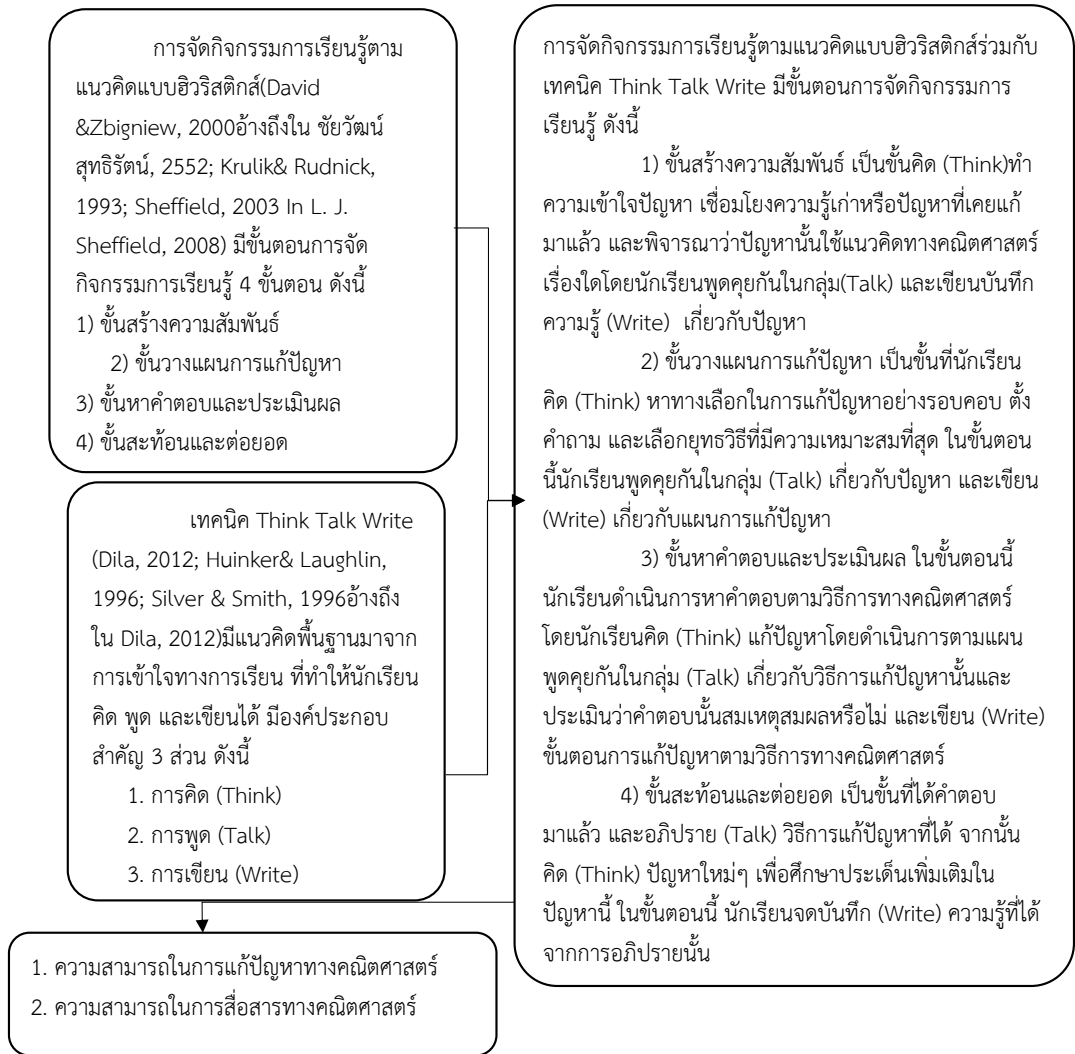 การจัดกิจกรรมการเรียนรู้ตาม
แนวคิดแบบฮิวริสติกส์(David
&Zbigniew, 2000อ้างถึงใน ชัยวัฒน์
สุทธิรัตน์, 2552; Krulik& Rudnick,
1993; Sheffield, 2003 In L. J.
Sheffield, 2008) มีขั้นตอนการจัด
กิจกรรมการเรียนรู้ 4 ขั้นตอน ดังนี้
1) ขั้นสร้างความสัมพันธ์
2) ขั้นวางแผนการแก้ปัญหา
3) ขั้นหาคำตอบและประเมินผล
4) ขั้นสะท้อนและต่อยอด
เทคนิค Think Talk Write
(Dila, 2012; Huinker& Laughlin,
1996; Silver & Smith, 1996อ้างถึง
ใน Dila, 2012)มีแนวคิดพื้นฐานมาจาก
การเข้าใจทางการเรียน ที่ทำให้นักเรียน
คิด พูด และเขียนได้ มีองค์ประกอบ
สำคัญ 3 ส่วน ดังนี้
1. การคิด (Think)
2. การพูด (Talk)
3. การเขียน (Write)
การจัดกิจกรรมการเรียนรู้ตามแนวคิดแบบฮิวริสติกส์ร่วมกับ
เทคนิค Think Talk Write มีขั้นตอนการจัดกิจกรรมการ
เรียนรู้ ดังนี้
1) ขั้นสร้างความสัมพันธ์ เป็นขั้นคิด (Think)ทำ
ความเข้าใจปัญหา เชื่อมโยงความรู้เก่าหรือปัญหาที่เคยแก้
มาแล้ว และพิจารณาว่าปัญหานั้นใช้แนวคิดทางคณิตศาสตร์
เรื่องใดโดยนักเรียนพูดคุยกันในกลุ่ม(Talk) และเขียนบันทึก
ความรู้ (Write) เกี่ยวกับปัญหา
2) ขั้นวางแผนการแก้ปัญหา เป็นขั้นที่นักเรียน
คิด (Think) หาทางเลือกในการแก้ปัญหาอย่างรอบคอบ ตั้ง
คำถาม และเลือกยุทธวิธีที่มีความเหมาะสมที่สุด ในขั้นตอน
นี้นักเรียนพูดคุยกันในกลุ่ม (Talk) เกี่ยวกับปัญหา และเขียน
(Write) เกี่ยวกับแผนการแก้ปัญหา
3) ขั้นหาคำตอบและประเมินผล ในขั้นตอนนี้
นักเรียนดำเนินการหาคำตอบตามวิธีการทางคณิตศาสตร์
โดยนักเรียนคิด (Think) แก้ปัญหาโดยดำเนินการตามแผน
พูดคุยกันในกลุ่ม (Talk) เกี่ยวกับวิธีการแก้ปัญหานั้นและ
ประเมินว่าคำตอบนั้นสมเหตุสมผลหรือไม่ และเขียน (Write)
ขั้นตอนการแก้ปัญหาตามวิธีการทางคณิตศาสตร์
4) ขั้นสะท้อนและต่อยอด เป็นขั้นที่ได้คำตอบ
มาแล้ว และอภิปราย (Talk) วิธีการแก้ปัญหาที่ได้ จากนั้น
คิด (Think) ปัญหาใหม่ๆ เพื่อศึกษาประเด็นเพิ่มเติมใน
ปัญหานี้ ในขั้นตอนนี้ นักเรียนจดบันทึก (Write) ความรู้ที่ได้
จากการอภิปรายนั้น
1. ความสามารถในการแก้ปัญหาทางคณิตศาสตร์
2. ความสามารถในการสื่อสารทางคณิตศาสตร์